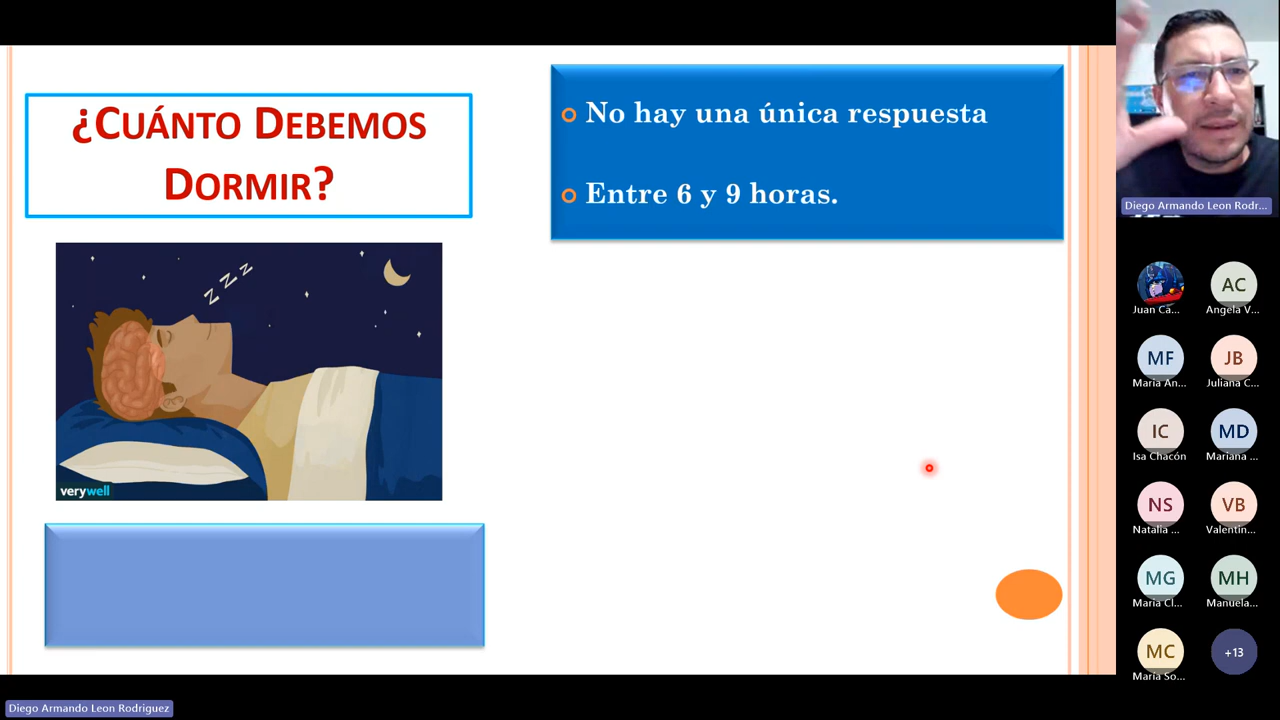 ¿CUÁNTO DEBEMOS
DORMIR?
No hay una única respuesta
Entre 6 y 9 horas.
z z z
verywell
Diego Armando Leon Rodr...
Juan Ca...
AC
Angela V...
MF
Maria An...
JB
Juliana C...
IC
Isa Chacón
MD
Mariana ...
NS
Natalia ...
VB
Valentin...
MG
Maria Cl...
MH
Manuela...
MC
Maria So...
+13
Diego Armando Leon Rodriguez